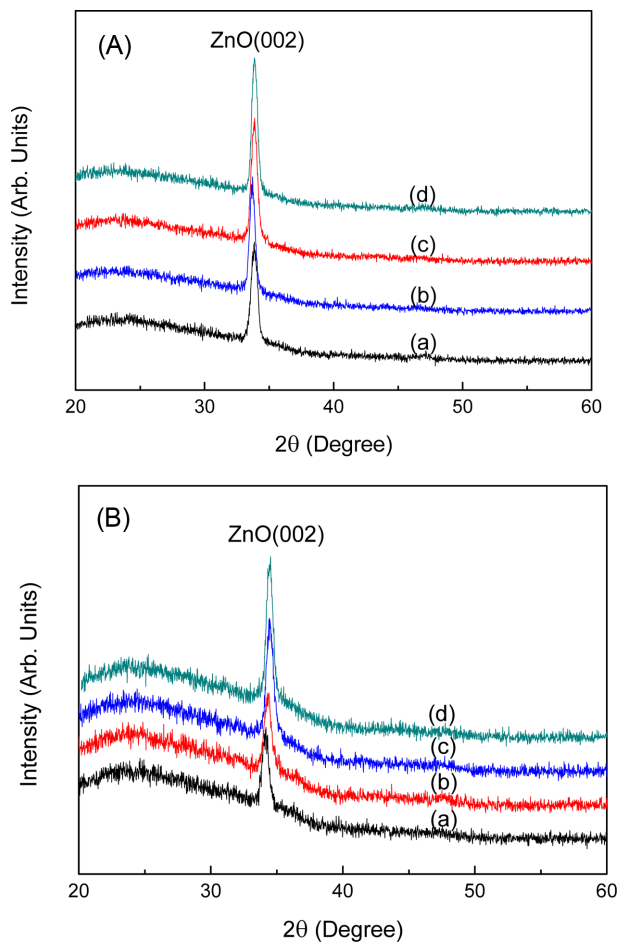 (A)
ZnO(002)
Intensity (Arb. Units)
(d)
(c)
(b)
(a)
20 30 40 50 60
2θ (Degree)
(B)
ZnO(002)
Intensity (Arb. Units)
(d)
(c)
(b)
(a)
20 30 40 50 60
2θ (Degree)